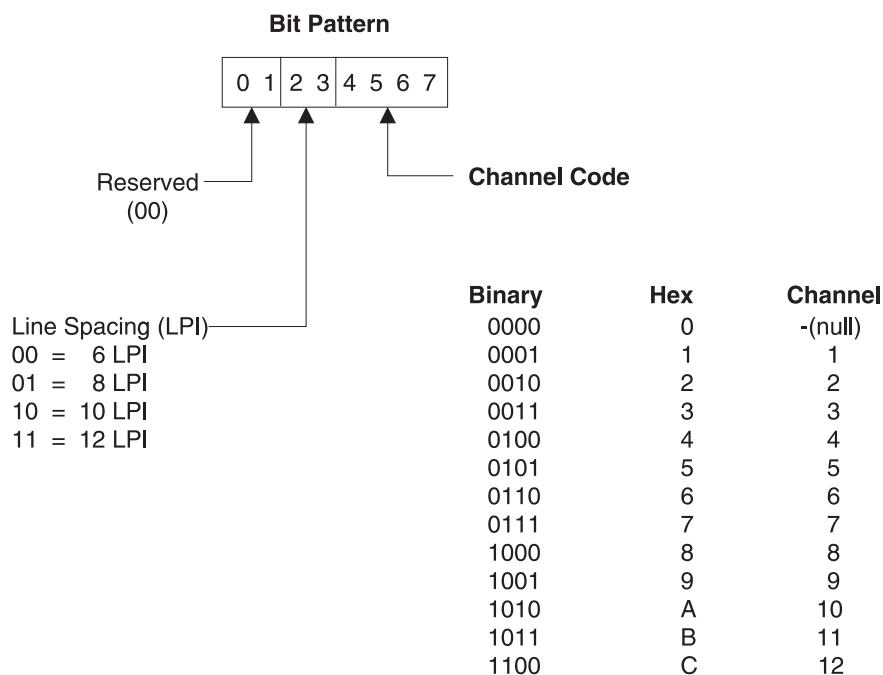 Bit Pattern
0 1 2 3 4 5 6 7
Reserved
(00)
Channel Code
Line Spacing (LPI)
00 = 6 LPI
01 = 8 LPI
10 = 10 LPI
11 = 12 LPI
Binary Hex Channel
0000 0 -(null)
0001 1 1
0010 2 2
0011 3 3
0100 4 4
0101 5 5
0110 6 6
0111 7 7
1000 8 8
1001 9 9
1010 A 10
1011 B 11
1100 C 12